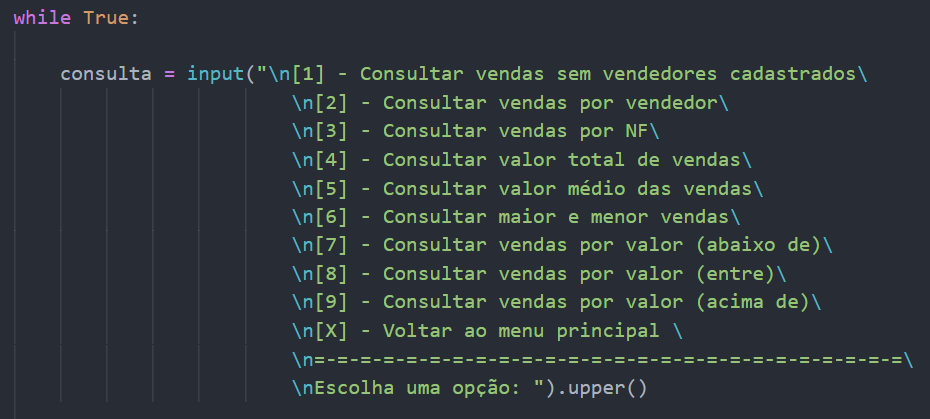 while True:
consulta = input("\n[1] - Consultar vendas sem vendedores cadastrados\
\n[2] - Consultar vendas por vendedor\
\n[3] - Consultar vendas por NF\
\n[4] - Consultar valor total de vendas\
\n[5] - Consultar valor médio das vendas\
\n[6] - Consultar maior e menor vendas\
\n[7] - Consultar vendas por valor (abaixo de)\
\n[8] - Consultar vendas por valor (entre)\
\n[9] - Consultar vendas por valor (acima de)\
\n[X] - Voltar ao menu principal \
\n=-=-=-=-=-=-=-=-=-=-=-=-=-=-=-=-=-=-=-=-=-=-=-=-=-=\
\nEscolha uma opção: ").upper()